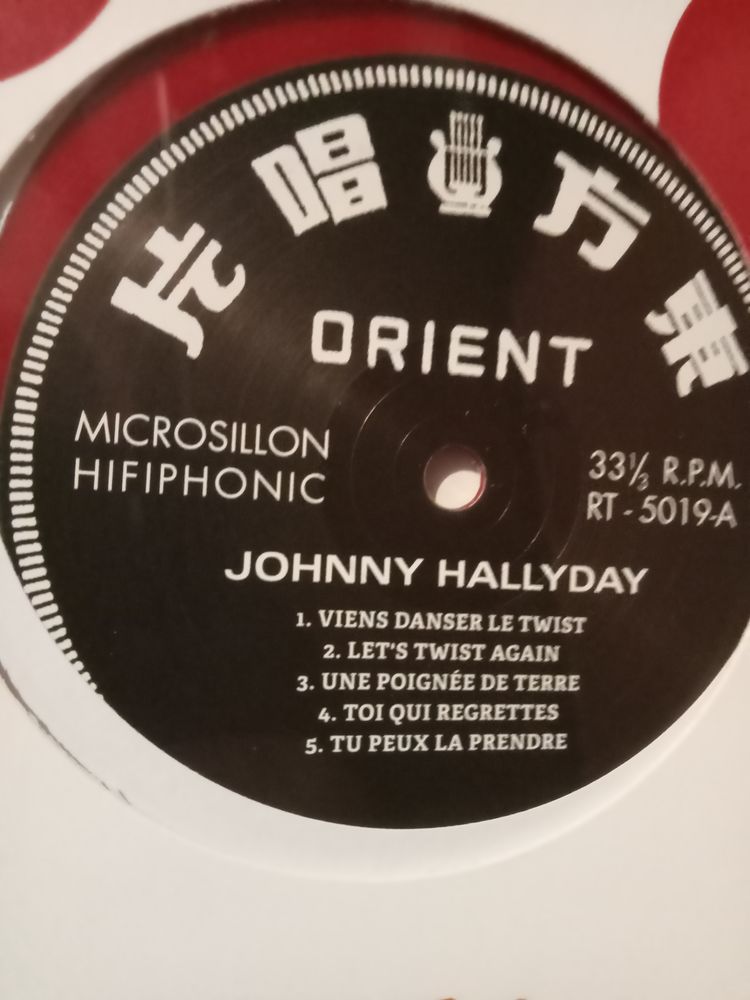 片唱方東
ORIENT
MICROSILLON
HIFIPHONIC
33⅓ R.P.M.
RT - 5019-A
JOHNNY HALLYDAY
1. VIENS DANSER LE TWIST
2. LET'S TWIST AGAIN
3. UNE POIGNÉE DE TERRE
4. TOI QUI REGRETTES
5. TU PEUX LA PRENDRE